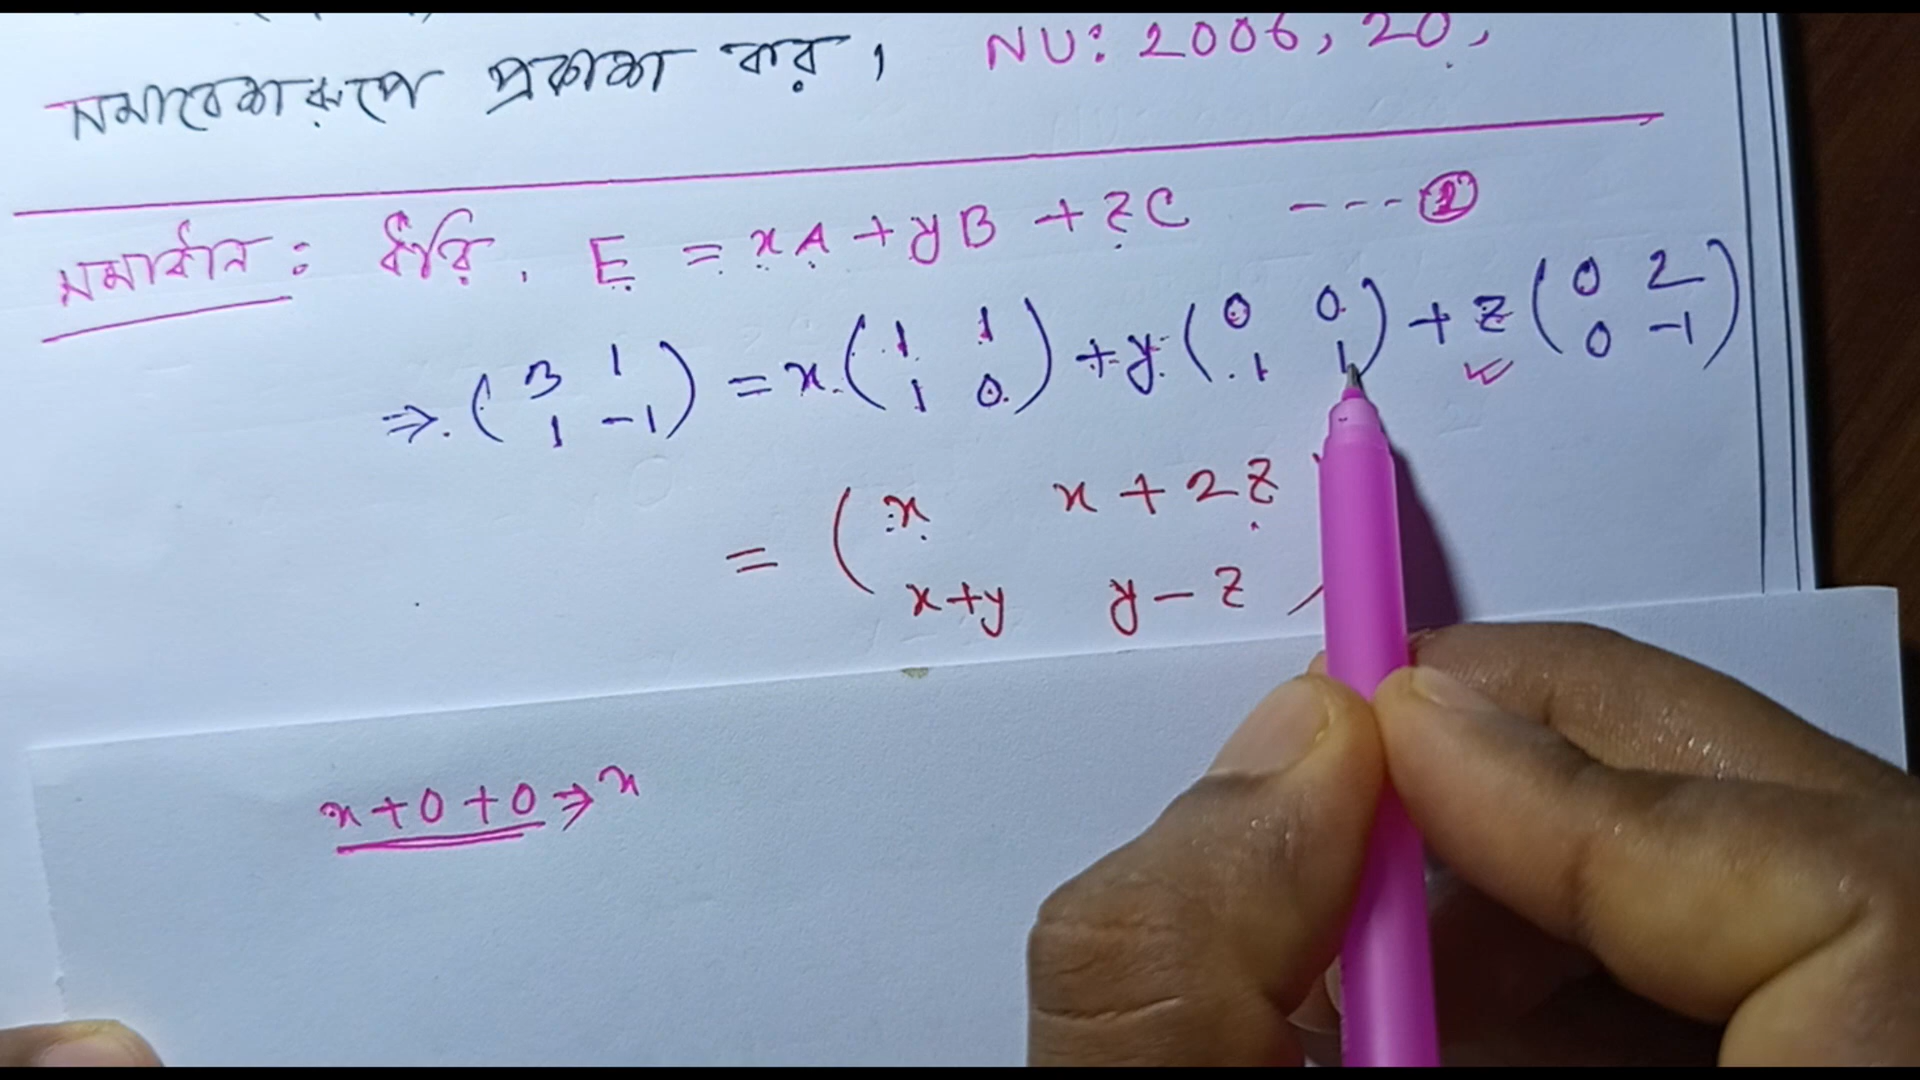 সমাবেশরূপে প্রকাশ কর, NU: 2006, 20,
সমাধান: ধরি, E = xA + yB + zC ---- ①
⇒ (3 1 1 -1) = x (1 1 1 0) + y (0 0 1 1) + z (0 2 0 -1)
= (x x + 2z
x+y y - z)
x + 0 + 0 ⇒ x